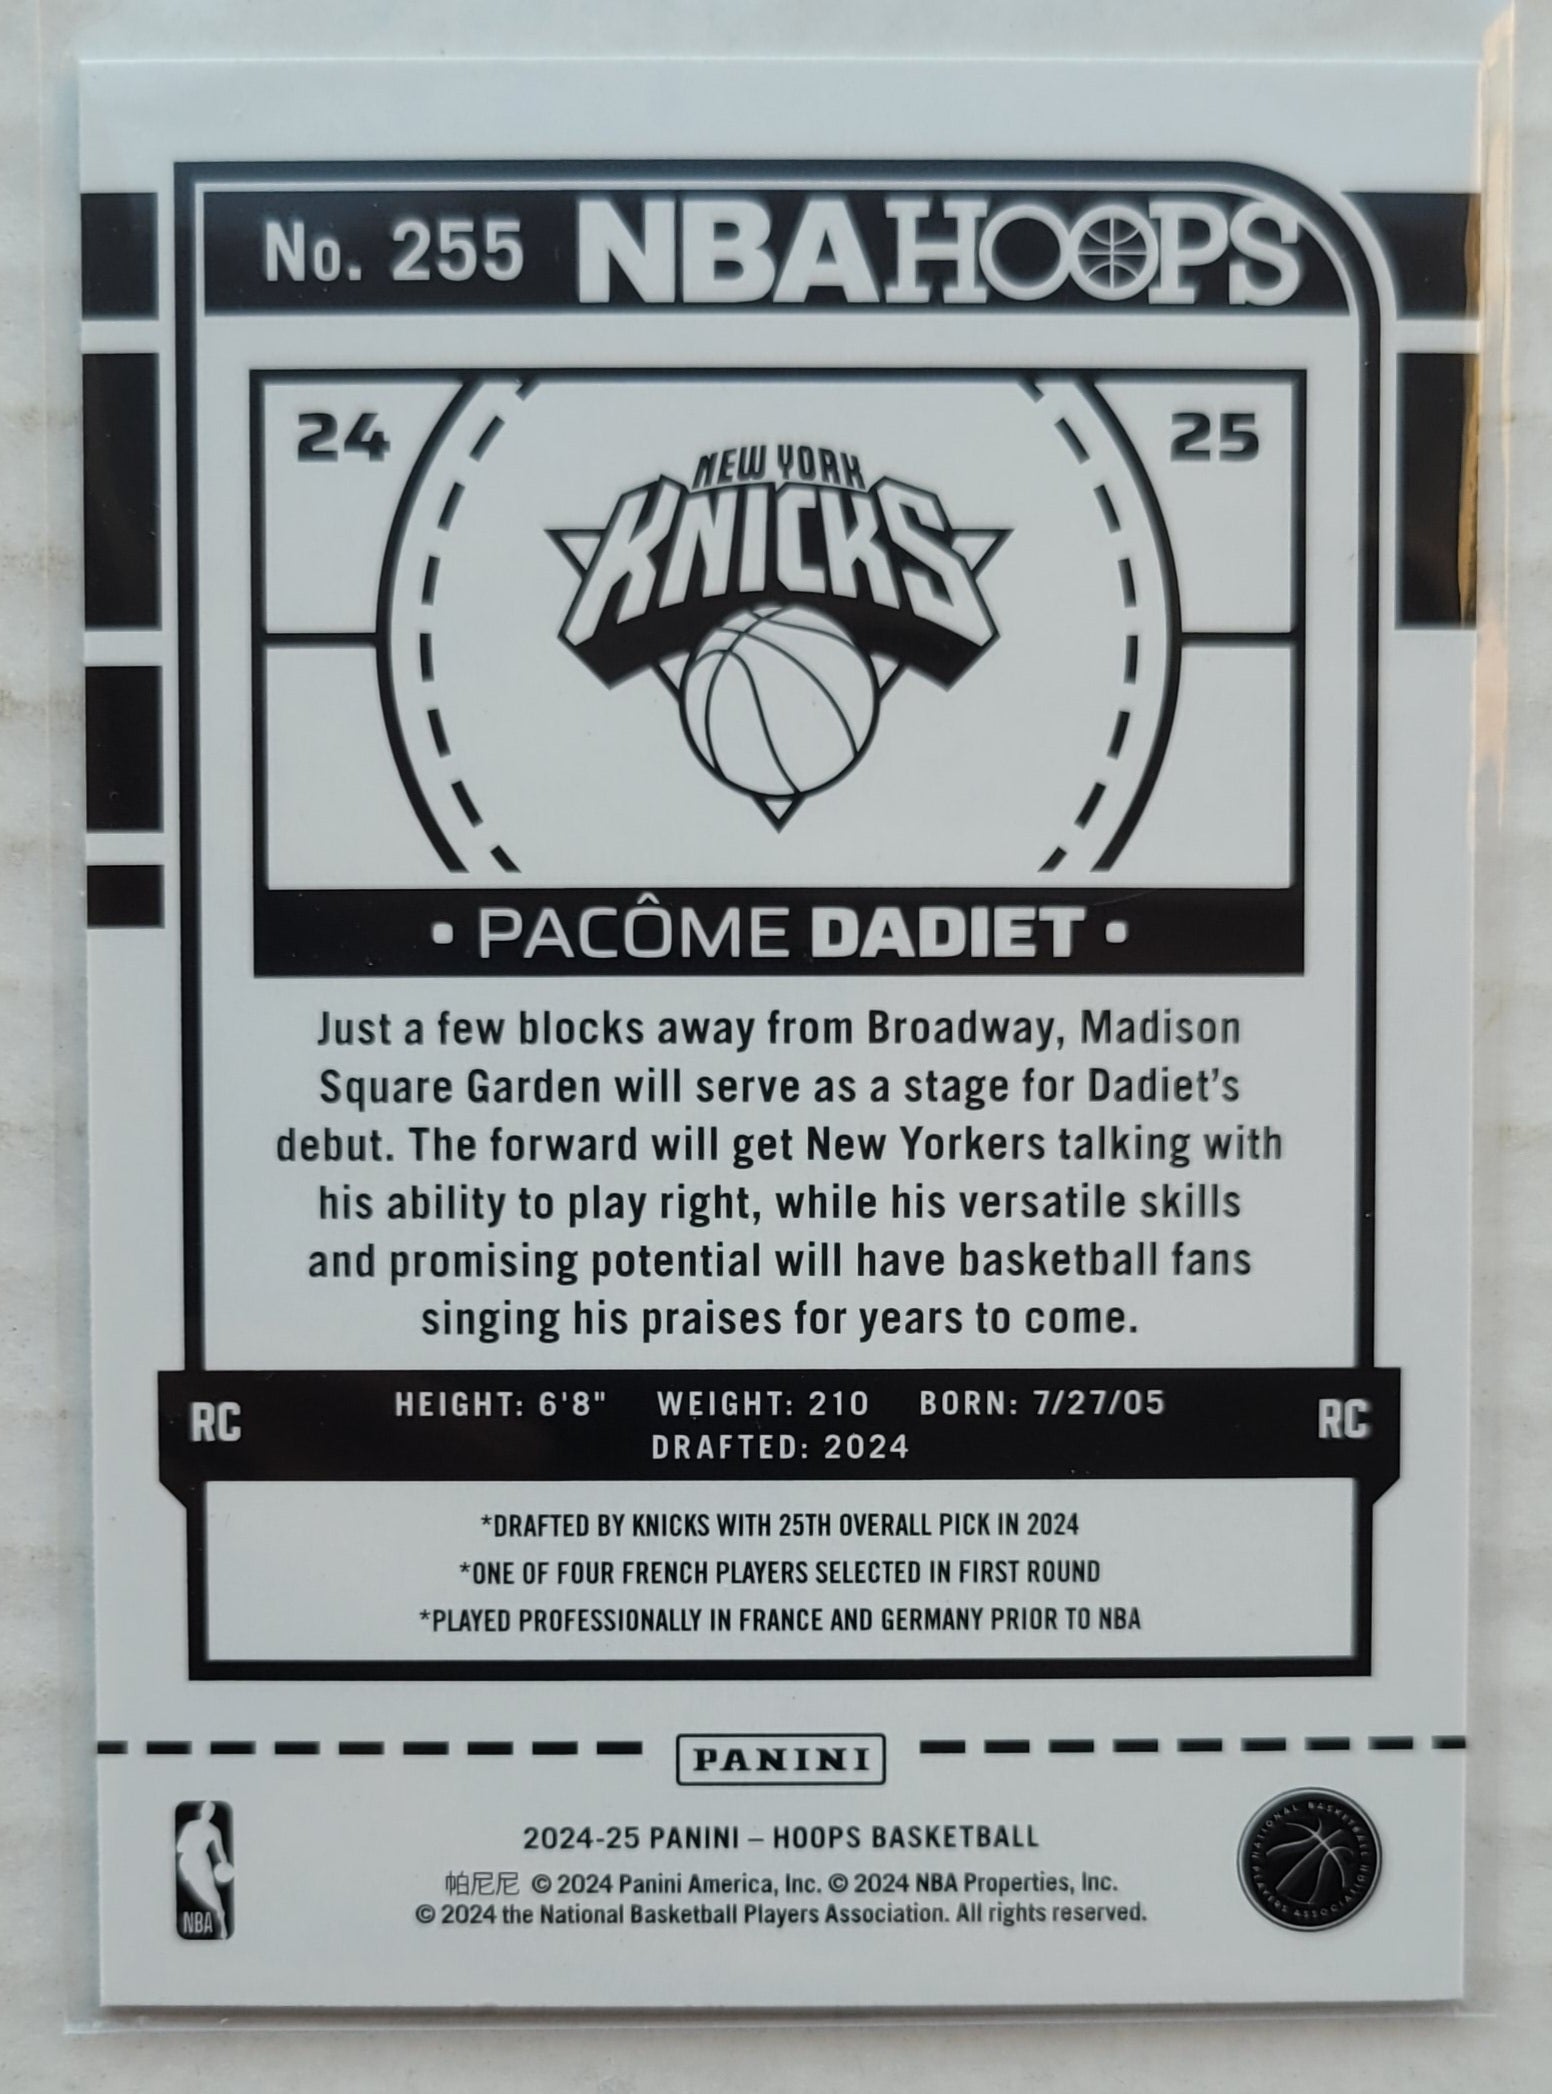 No. 255 NBA HOOPS
24 25
NEW YORK
KNICKS
• PACÔME DADIET •
Just a few blocks away from Broadway, Madison
Square Garden will serve as a stage for Dadiet's
debut. The forward will get New Yorkers talking with
his ability to play right, while his versatile skills
and promising potential will have basketball fans
singing his praises for years to come.
RC HEIGHT: 6'8" WEIGHT: 210 BORN: 7/27/05 RC
DRAFTED: 2024
*DRAFTED BY KNICKS WITH 25TH OVERALL PICK IN 2024
*ONE OF FOUR FRENCH PLAYERS SELECTED IN FIRST ROUND
*PLAYED PROFESSIONALLY IN FRANCE AND GERMANY PRIOR TO NBA
PANINI
2024-25 PANINI – HOOPS BASKETBALL
帕尼尼 © 2024 Panini America, Inc. © 2024 NBA Properties, Inc.
© 2024 the National Basketball Players Association. All rights reserved.
NBA
NATIONAL BASKETBALL PLAYERS ASSOCIATION